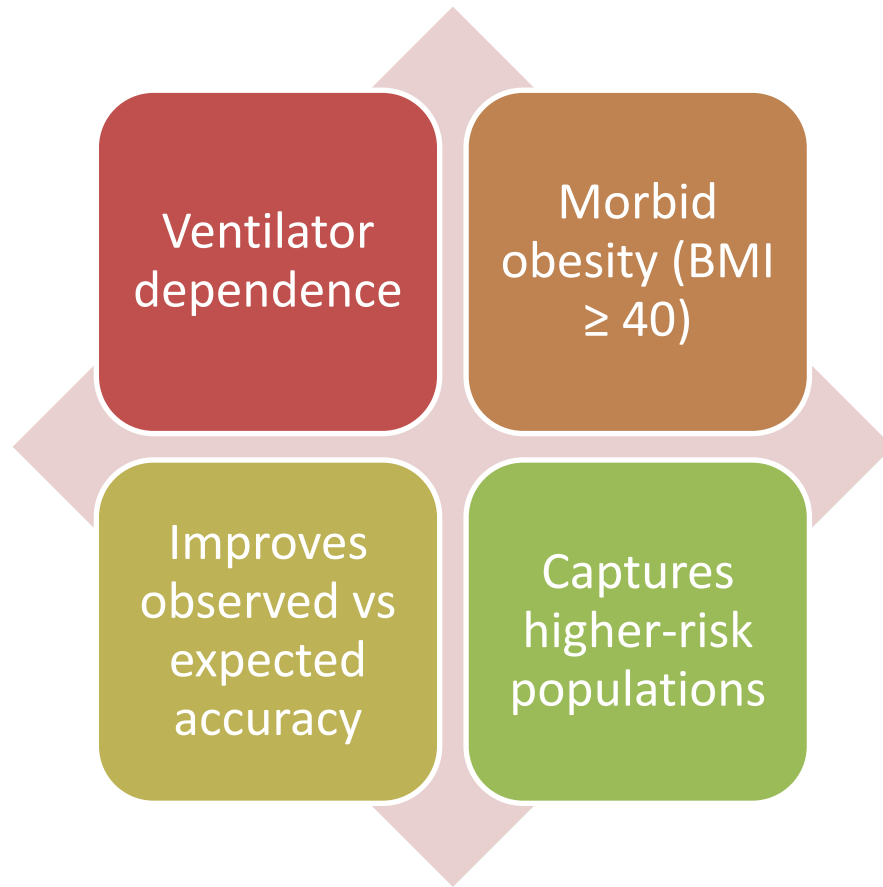 Ventilator
dependence
Morbid
obesity (BMI
≥ 40)
Improves
observed vs
expected
accuracy
Captures
higher-risk
populations